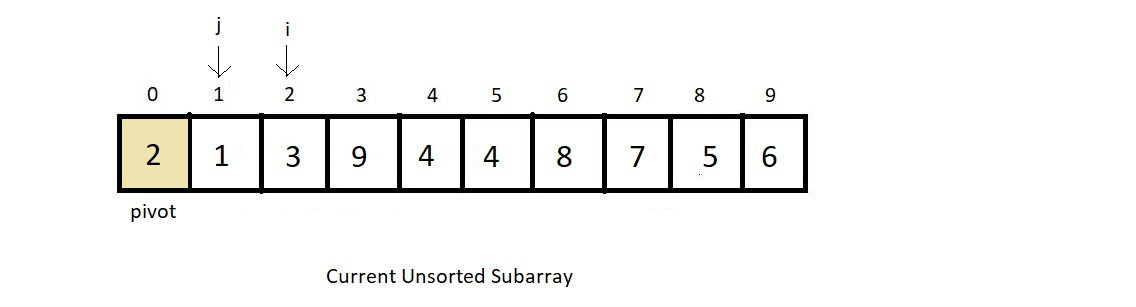 j i
0 1 2 3 4 5 6 7 8 9
2 1 3 9 4 4 8 7 5 6
pivot
Current Unsorted Subarray